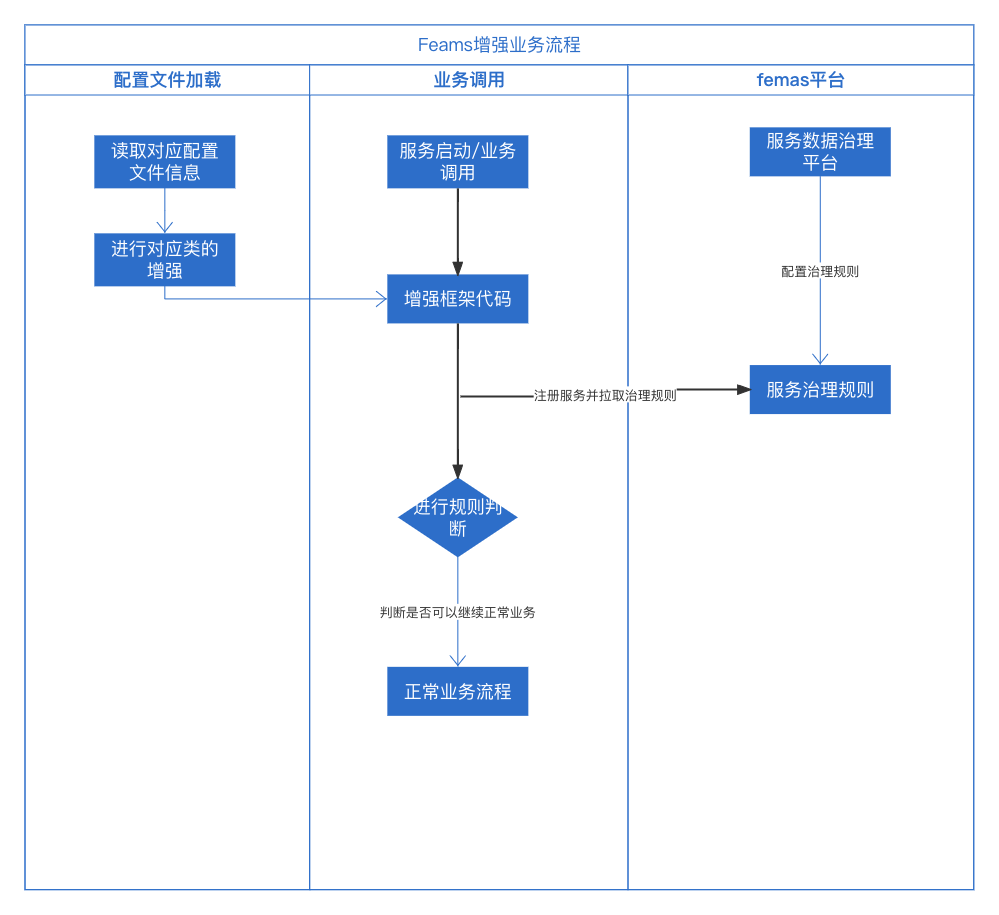 Feams增强业务流程
配置文件加载
业务调用
femas平台
读取对应配置
文件信息
进行对应类的
增强
服务启动/业务
调用
增强框架代码
注册服务并拉取治理规则
进行规则判
断
判断是否可以继续正常业务
正常业务流程
服务数据治理
平台
配置治理规则
服务治理规则